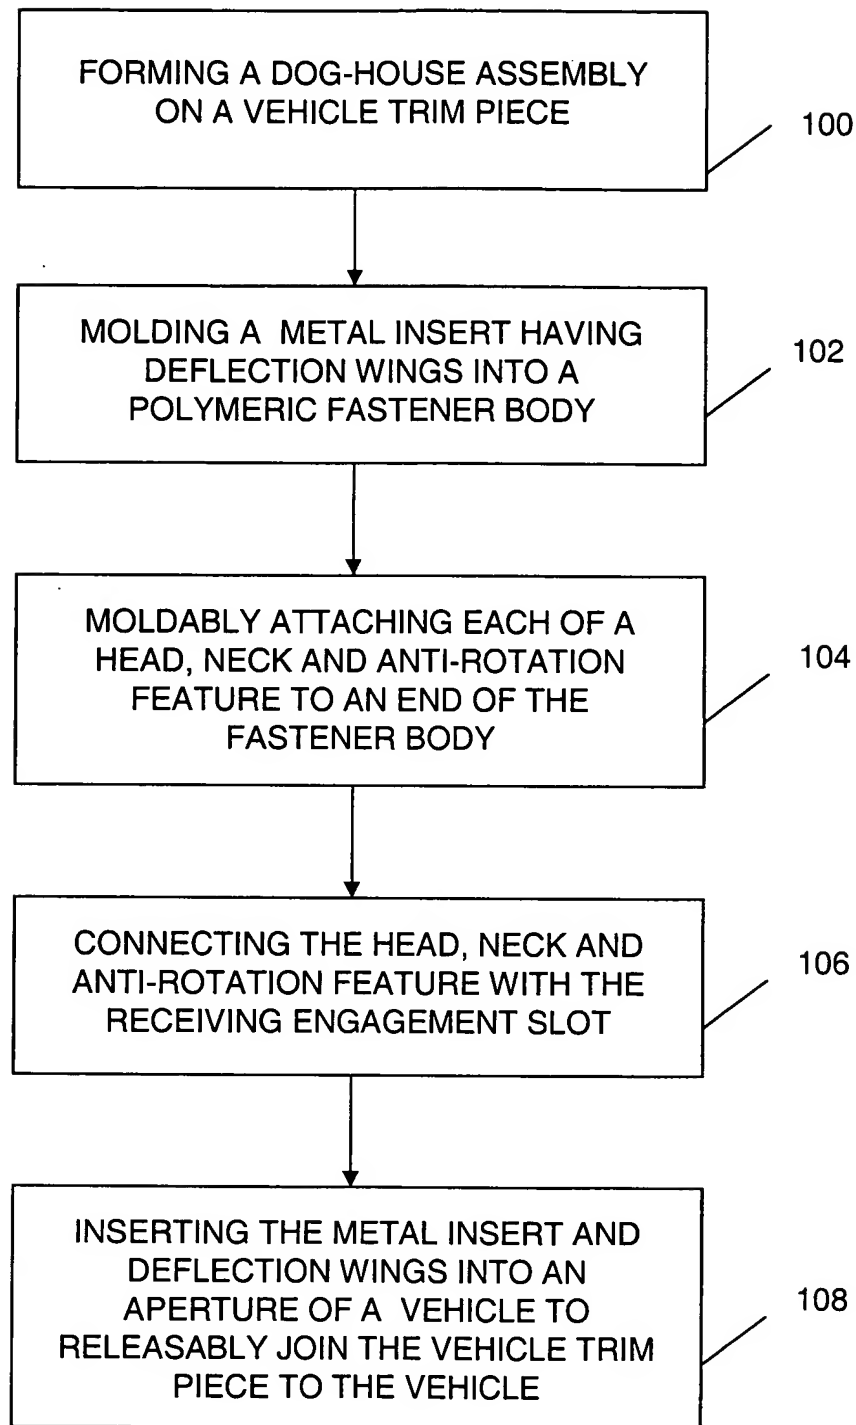 FORMING A DOG-HOUSE ASSEMBLY
ON A VEHICLE TRIM PIECE
100
MOLDING A METAL INSERT HAVING
DEFLECTION WINGS INTO A
POLYMERIC FASTENER BODY
102
MOLDABLY ATTACHING EACH OF A
HEAD, NECK AND ANTI-ROTATION
FEATURE TO AN END OF THE
FASTENER BODY
104
CONNECTING THE HEAD, NECK AND
ANTI-ROTATION FEATURE WITH THE
RECEIVING ENGAGEMENT SLOT
106
INSERTING THE METAL INSERT AND
DEFLECTION WINGS INTO AN
APERTURE OF A VEHICLE TO
RELEASABLY JOIN THE VEHICLE TRIM
PIECE TO THE VEHICLE
108